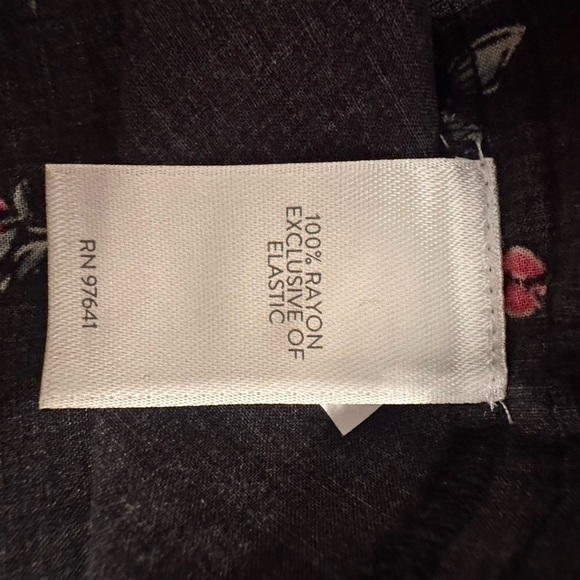 100% RAYON
EXCLUSIVE OF
ELASTIC
RN 97641